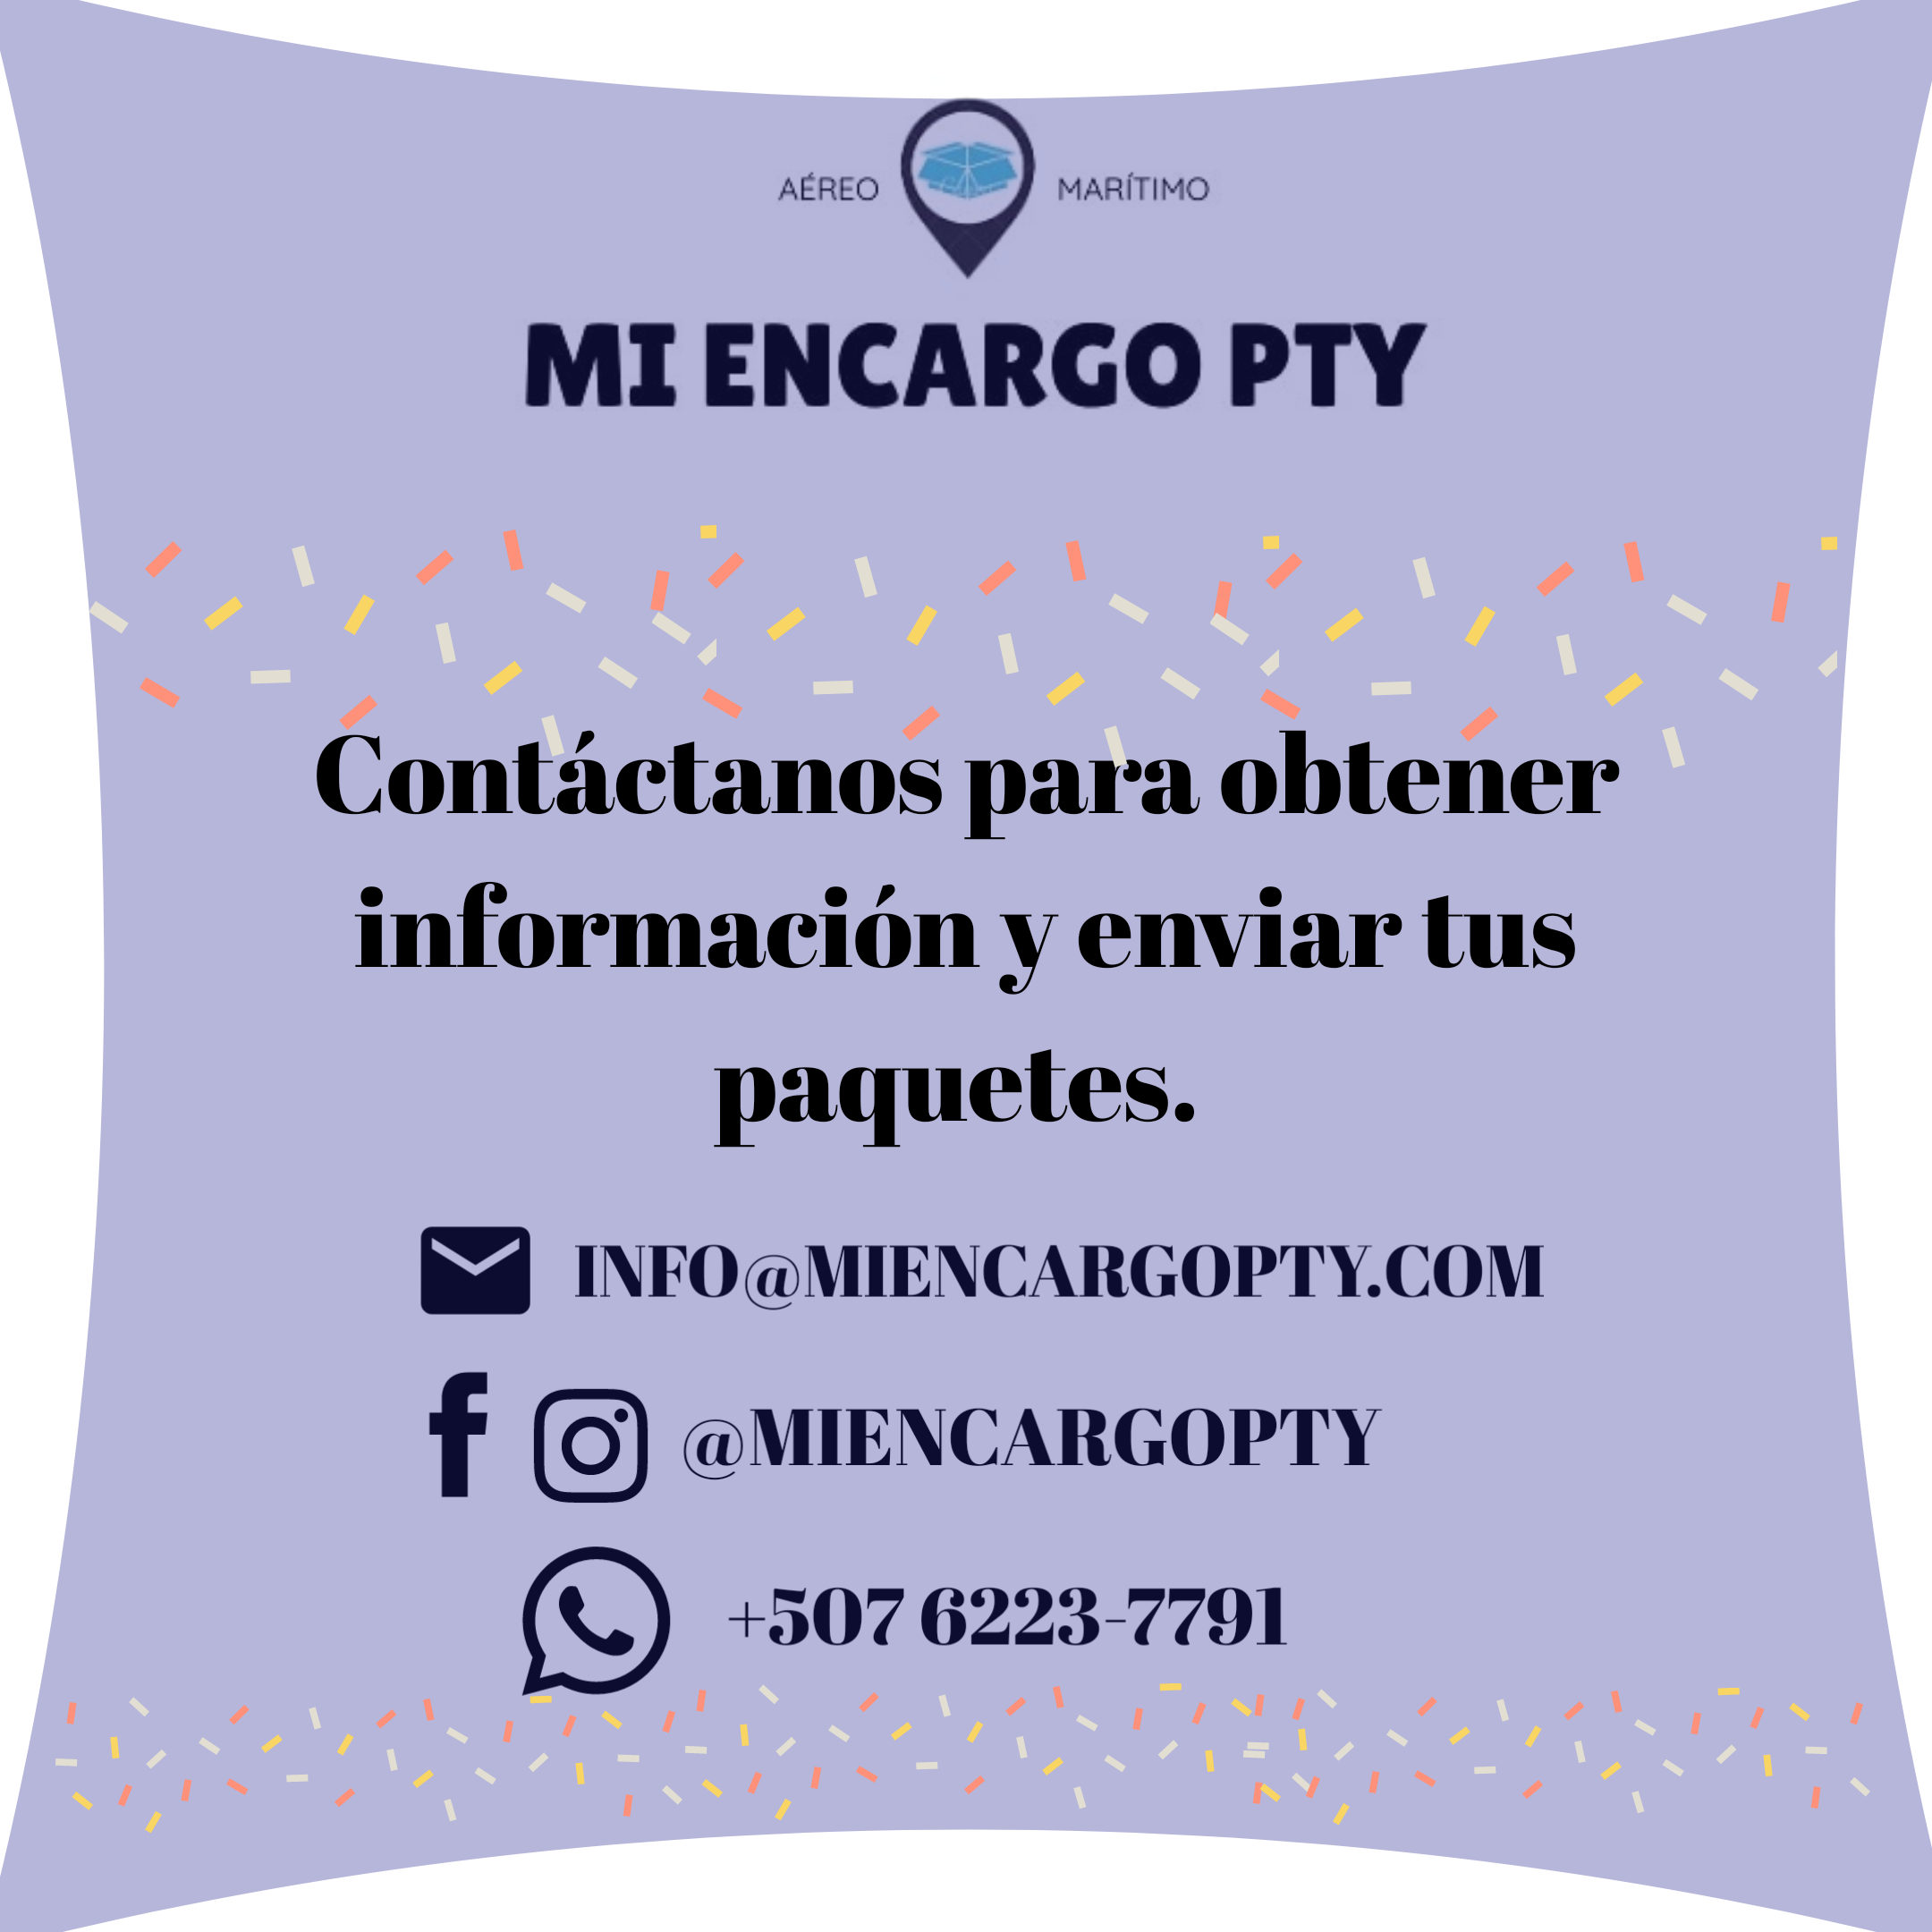 AÉREO MARÍTIMO
MI ENCARGO PTY
Contáctanos para obtener
información y enviar tus
paquetes.
INFO@MIENCARGOPTY.COM
@MIENCARGOPTY
+507 6223-7791